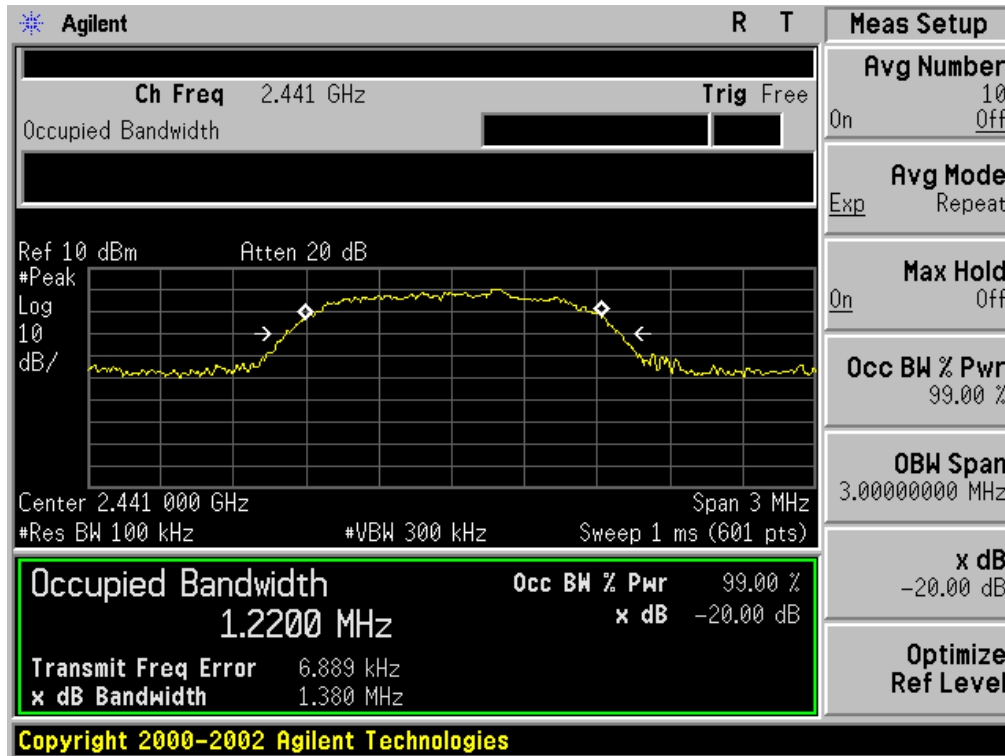 Agilent R T
Ch Freq 2.441 GHz Trig Free
Occupied Bandwidth
Ref 10 dBm Atten 20 dB
#Peak
Log
10
dB/
Center 2.441 000 GHz Span 3 MHz
#Res BW 100 kHz #VBW 300 kHz Sweep 1 ms (601 pts)
Occupied Bandwidth
1.2200 MHz
Occ BW % Pwr 99.00 %
x dB -20.00 dB
Transmit Freq Error 6.889 kHz
x dB Bandwidth 1.380 MHz
Copyright 2000-2002 Agilent Technologies
Meas Setup
Avg Number
10
On Off
Avg Mode
Exp Repeat
Max Hold
On Off
Occ BW % Pwr
99.00 %
OBW Span
3.00000000 MHz
x dB
-20.00 dB
Optimize
Ref Level